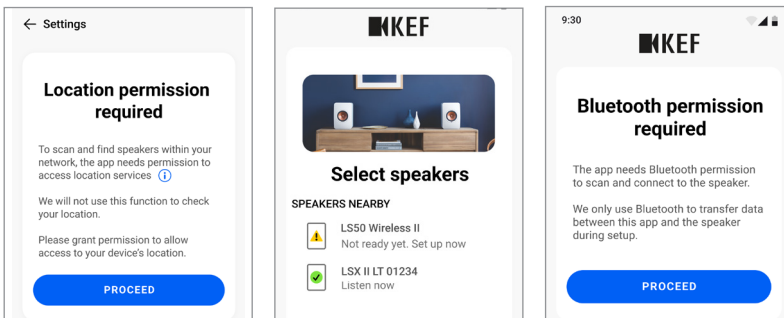 ← Settings
Location permission
required
To scan and find speakers within your
network, the app needs permission to
access location services ⓘ
We will not use this function to check
your location.
Please grant permission to allow
access to your device's location.
PROCEED
KEF
Select speakers
SPEAKERS NEARBY
LS50 Wireless II
Not ready yet. Set up now
LSX II LT 01234
Listen now
9:30
KEF
Bluetooth permission
required
The app needs Bluetooth permission
to scan and connect to the speaker.
We only use Bluetooth to transfer data
between this app and the speaker
during setup.
PROCEED